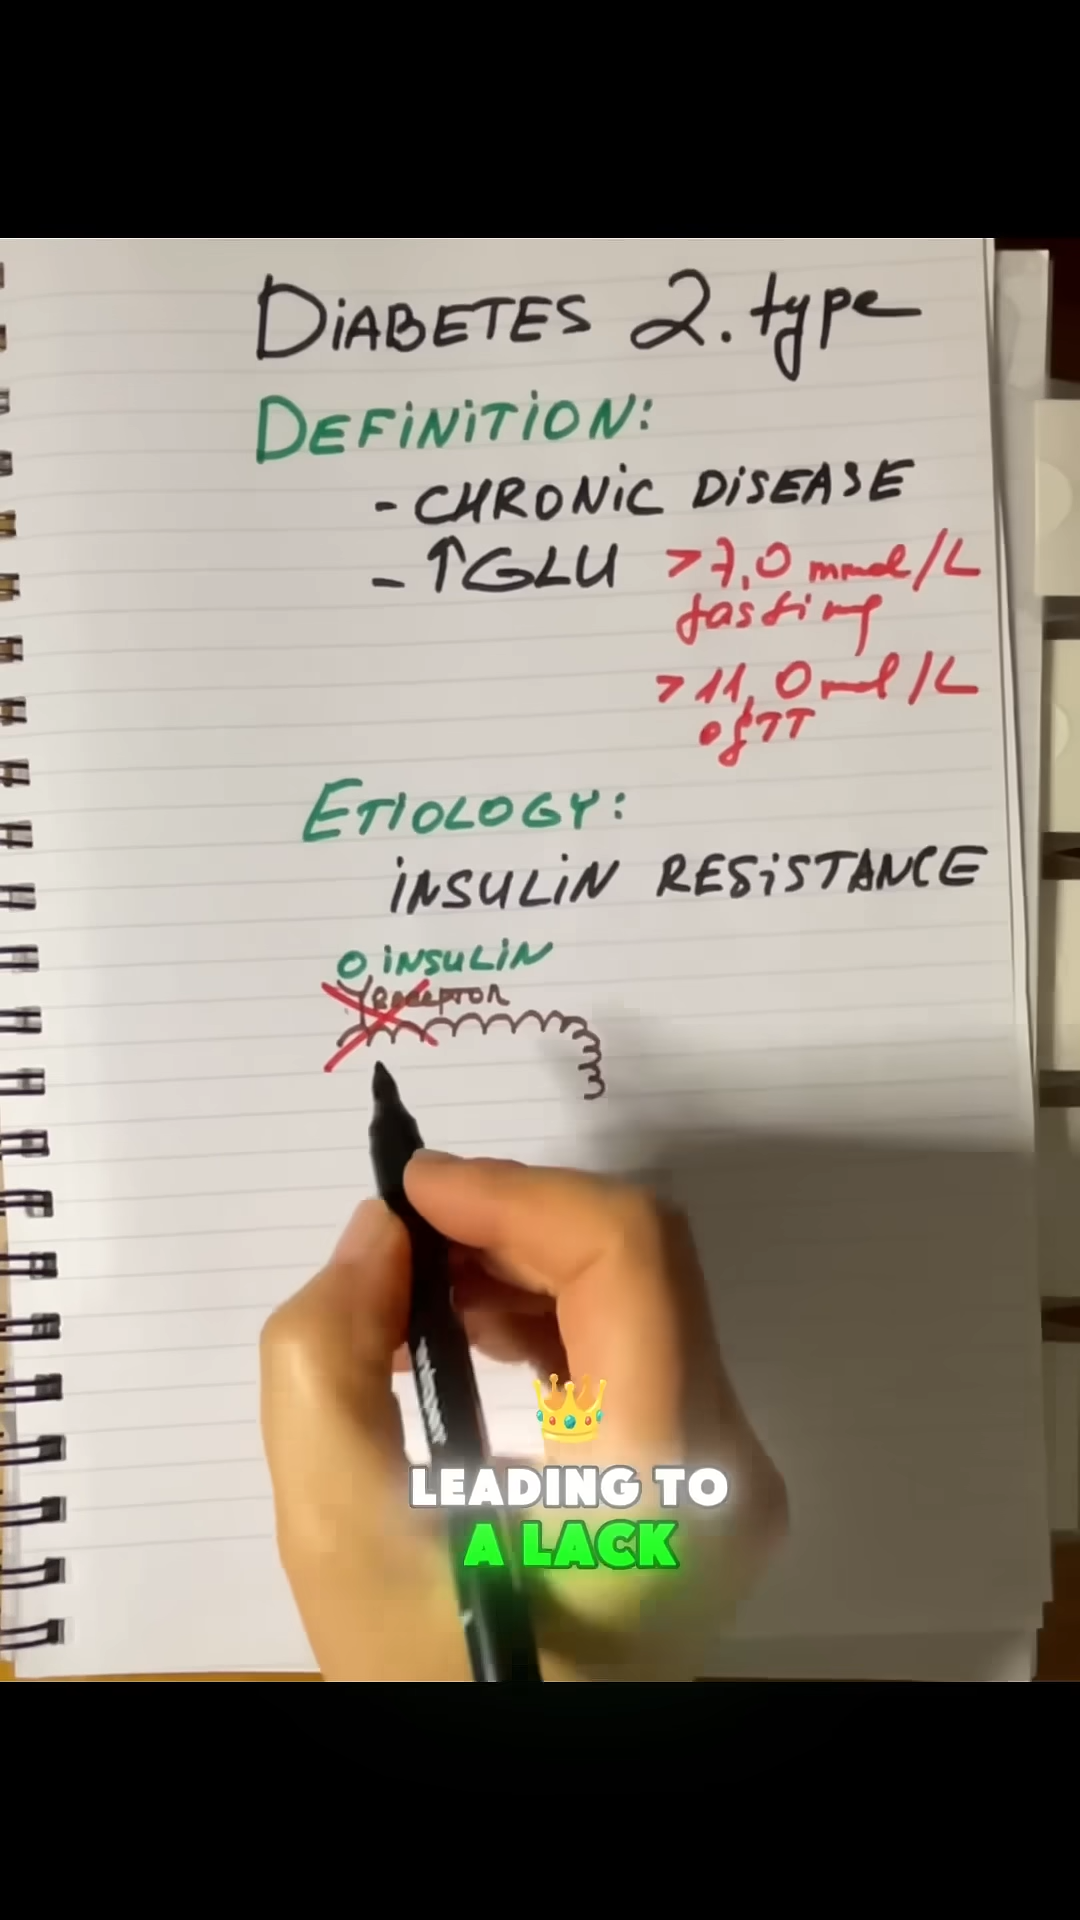 DiABETES 2. type
DEFiNiTiON:
- CHRONiC DiSEASE
- ↑GLU >7,0 mmol/L
fasting
>11,0 mol/L
ogTT
ETIOLOGY:
iNSULiN RESiSTANCE
iNSULiN
RECEPTOR
LEADING TO
A LACK